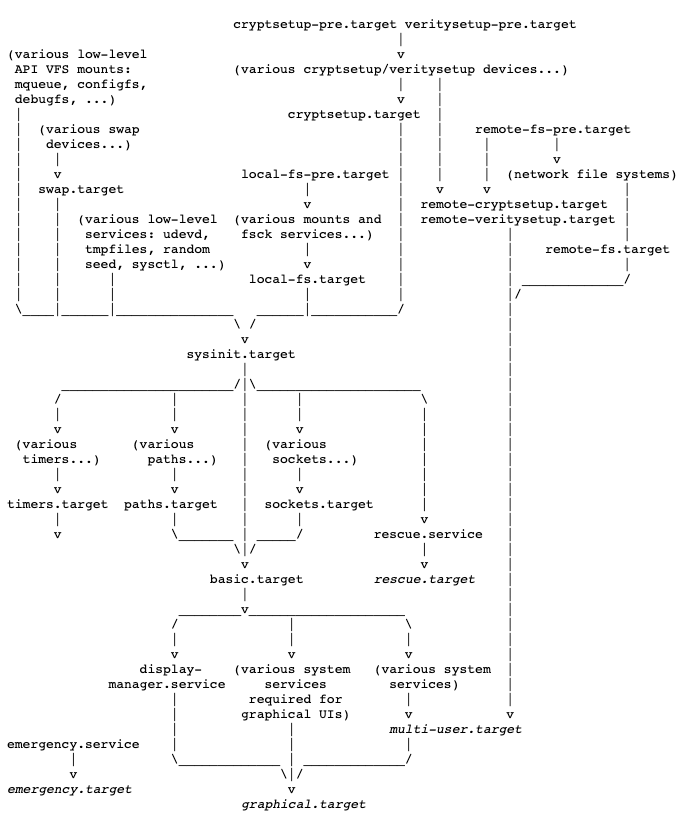 cryptsetup-pre.target veritysetup-pre.target
(various low-level
API VFS mounts:
mqueue, configfs,
debugfs, ...)
(various cryptsetup/veritysetup devices...)
cryptsetup.target
(various swap
devices...)
remote-fs-pre.target
swap.target
local-fs-pre.target
(network file systems)
remote-cryptsetup.target
remote-veritysetup.target
(various low-level
services: udevd,
tmpfiles, random
seed, sysctl, ...)
(various mounts and
fsck services...)
remote-fs.target
local-fs.target
sysinit.target
(various
timers...)
(various
paths...)
(various
sockets...)
timers.target
paths.target
sockets.target
rescue.service
basic.target
rescue.target
display-
manager.service
(various system
services
required for
graphical UIs)
(various system
services)
multi-user.target
emergency.service
emergency.target
graphical.target